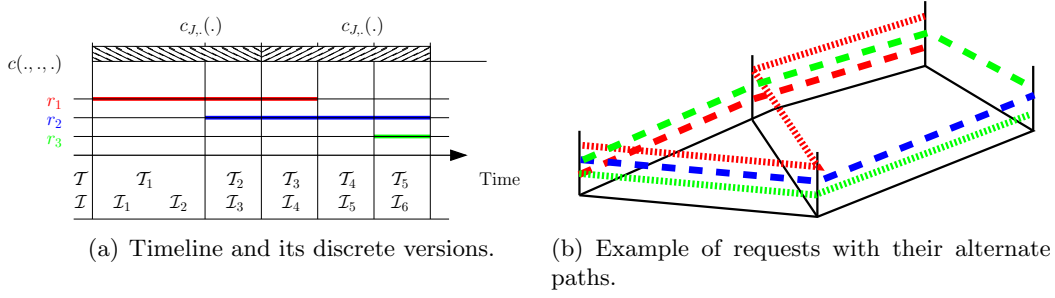 c_{J,.}(.) c_{J,.}(.)
c(.,.,.)
r_1
r_2
r_3
𝒯 𝒯_1 𝒯_2 𝒯_3 𝒯_4 𝒯_5 Time
ℐ ℐ_1 ℐ_2 ℐ_3 ℐ_4 ℐ_5 ℐ_6
(a) Timeline and its discrete versions.
(b) Example of requests with their alternate
paths.